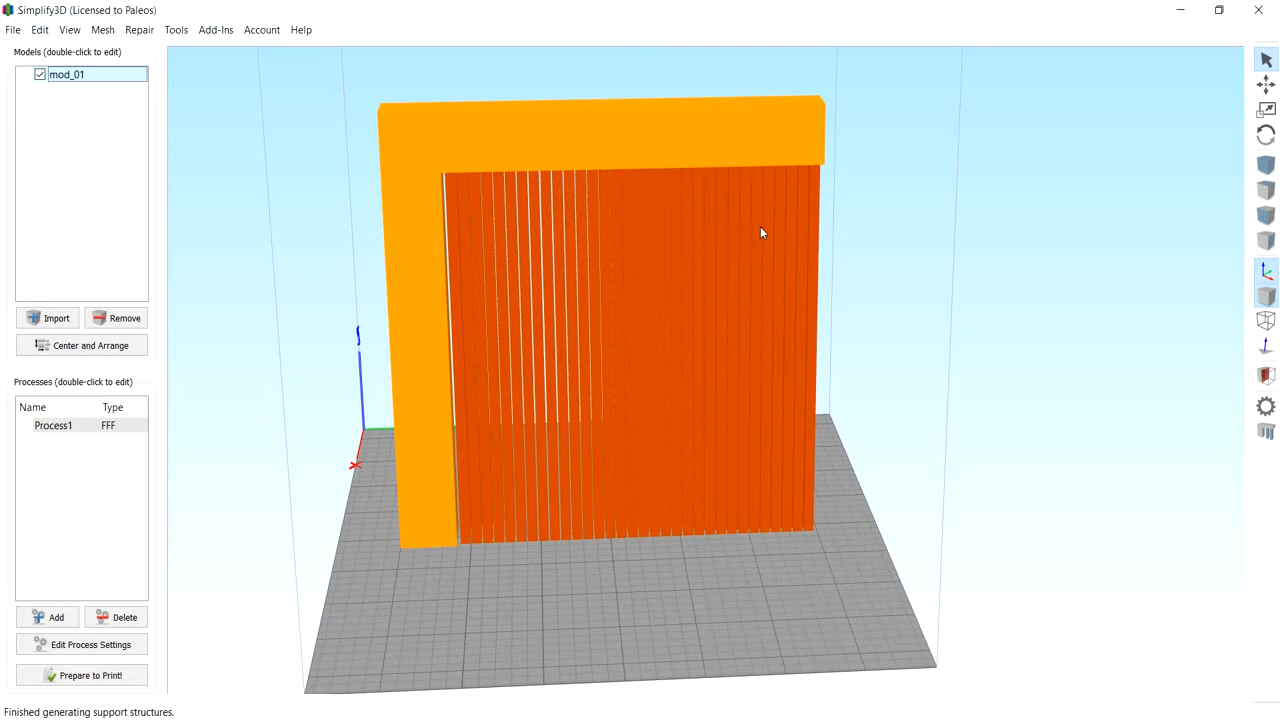 Simplify3D (Licensed to Paleos)
File Edit View Mesh Repair Tools Add-Ins Account Help
Models (double-click to edit)
mod_01
Import Remove
Center and Arrange
Processes (double-click to edit)
Name Type
Process1 FFF
Add Delete
Edit Process Settings
Prepare to Print!
Finished generating support structures.